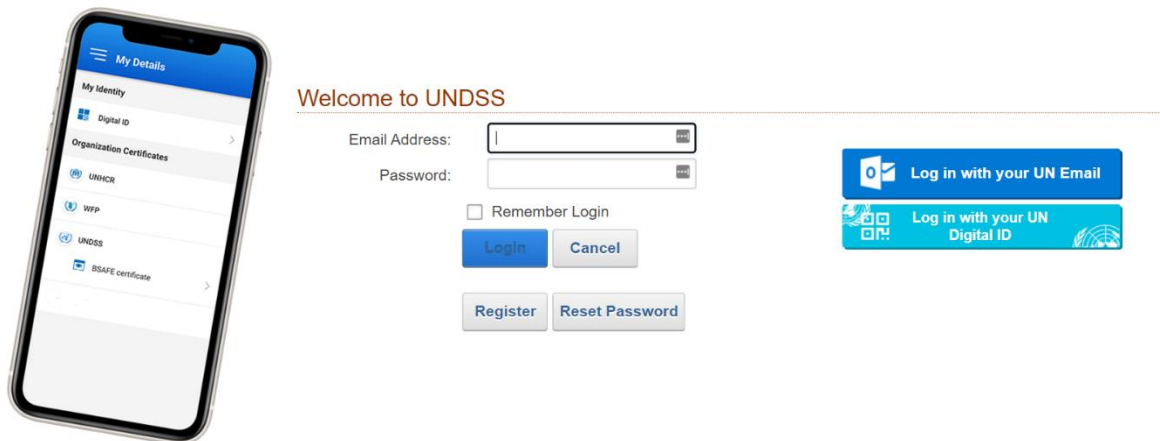 My Details
My Identity
Digital ID
Organization Certificates
UNHCR
WFP
UNDSS
BSAFE certificate
Welcome to UNDSS
Email Address:
Password:
Remember Login
Login
Cancel
Register
Reset Password
Log in with your UN Email
Log in with your UN
Digital ID